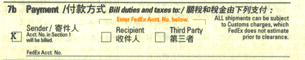 7b Payment /付款方式 Bill duties and taxes to: / 關稅和稅金由下列支付:
Enter FedEx Acct. No. below.
ALL shipments can be subject to Customs charges, which FedEx does not estimate prior to clearance.
X Sender / 寄件人
Acct. No. in Section 1 will be billed.
Recipient 收件人
Third Party 第三者
FedEx Acct. No.